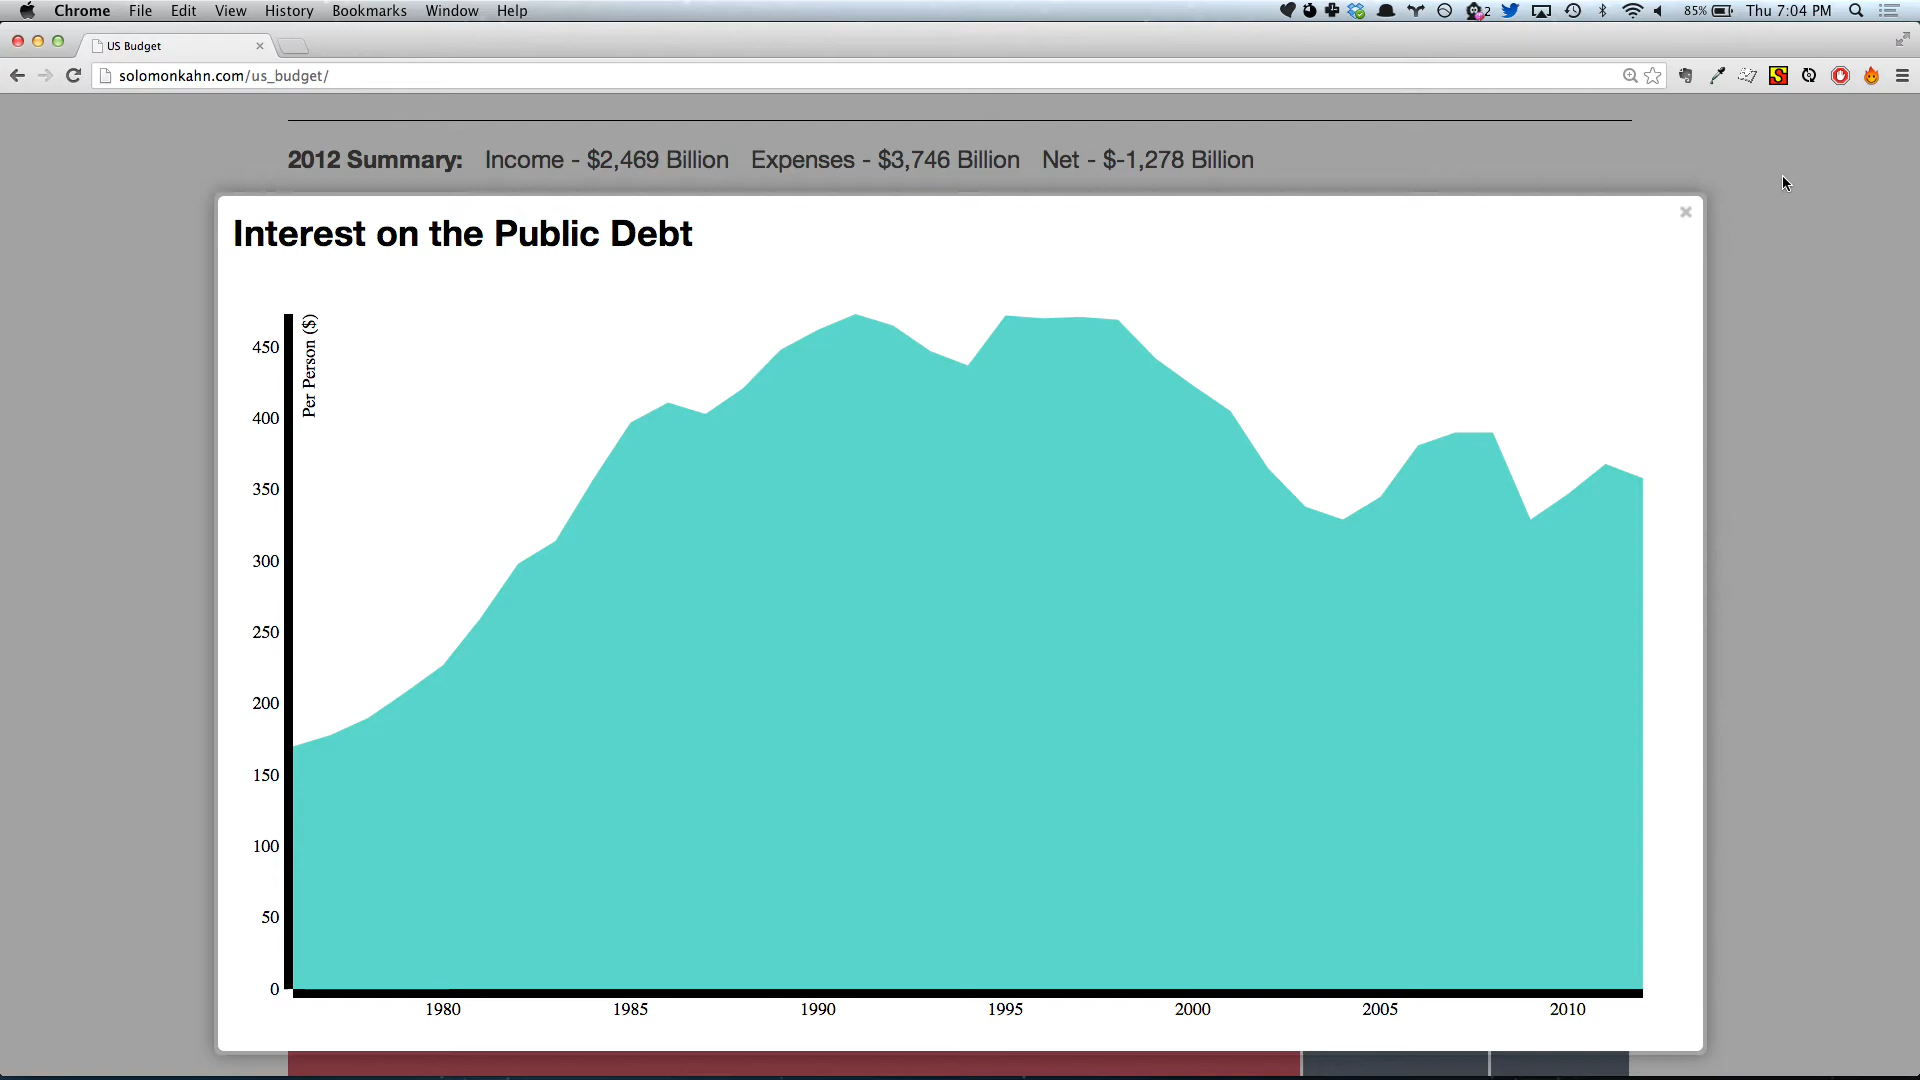 Chrome File Edit View History Bookmarks Window Help 2 85% Thu 7:04 PM
US Budget
solomonkahn.com/us_budget/
2012 Summary: Income - $2,469 Billion Expenses - $3,746 Billion Net - $-1,278 Billion
Interest on the Public Debt
Per Person ($)
450
400
350
300
250
200
150
100
50
0
1980 1985 1990 1995 2000 2005 2010